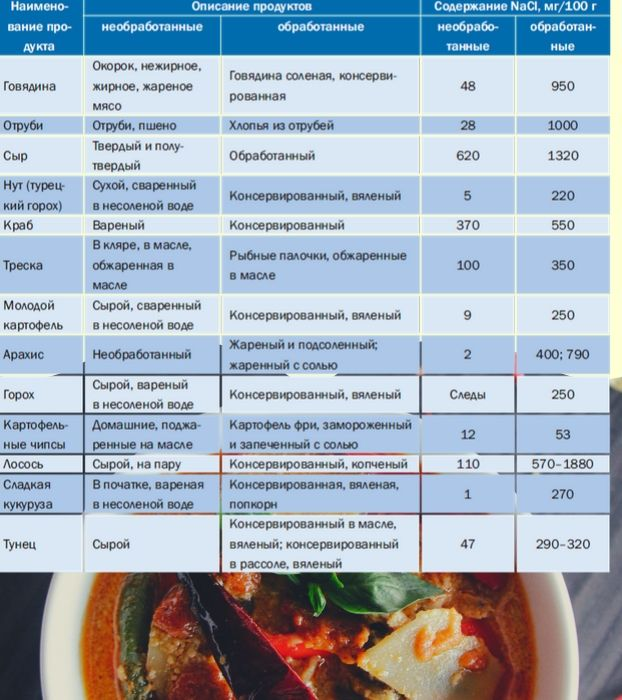 Наимено-
вание про-
дукта
Описание продуктов
Содержание NaCl, мг/100 г
необработанные
обработанные
необрабо-
танные
обработан-
ные
Говядина
Окорок, нежирное,
жирное, жареное
мясо
Говядина соленая, консерви-
рованная
48
950
Отруби
Отруби, пшено
Хлопья из отрубей
28
1000
Сыр
Твердый и полу-
твердый
Обработанный
620
1320
Нут (турец-
кий горох)
Сухой, сваренный
в несоленой воде
Консервированный, вяленый
5
220
Краб
Вареный
Консервированный
370
550
Треска
В кляре, в масле,
обжаренная в
масле
Рыбные палочки, обжаренные
в масле
100
350
Молодой
картофель
Сырой, сваренный
в несоленой воде
Консервированный, вяленый
9
250
Арахис
Необработанный
Жареный и подсоленный;
жаренный с солью
2
400; 790
Горох
Сырой, вареный
в несоленой воде
Консервированный, вяленый
Следы
250
Картофель-
ные чипсы
Домашние, поджа-
ренные на масле
Картофель фри, замороженный
и запеченный с солью
12
53
Лосось
Сырой, на пару
Консервированный, копченый
110
570–1880
Сладкая
кукуруза
В початке, вареная
в несоленой воде
Консервированная, вяленая,
попкорн
1
270
Тунец
Сырой
Консервированный в масле,
вяленый; консервированный
в рассоле, вяленый
47
290–320